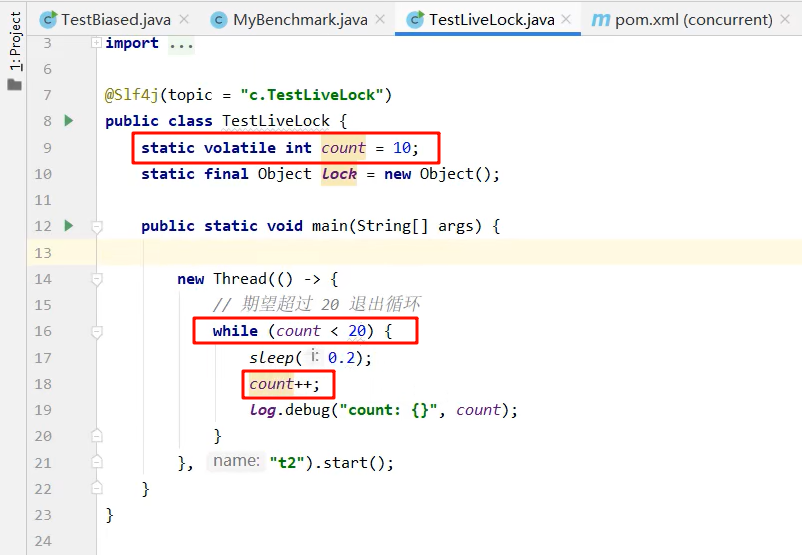 TestBiased.java MyBenchmark.java TestLiveLock.java pom.xml (concurrent)
1: Project
3 import ...
6
7 @Slf4j(topic = "c.TestLiveLock")
8 public class TestLiveLock {
9 static volatile int count = 10;
10 static final Object lock = new Object();
11
12 public static void main(String[] args) {
13
14 new Thread(() -> {
15 // 期望超过 20 退出循环
16 while (count < 20) {
17 sleep( i: 0.2);
18 count++;
19 log.debug("count: {}", count);
20 }
21 }, name: "t2").start();
22 }
23 }
24